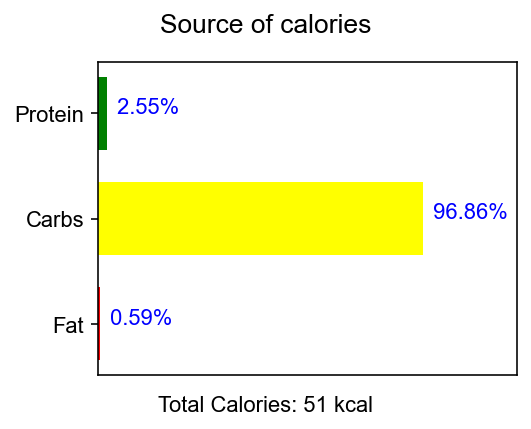 Source of calories
Protein
2.55%
Carbs
96.86%
Fat
0.59%
Total Calories: 51 kcal